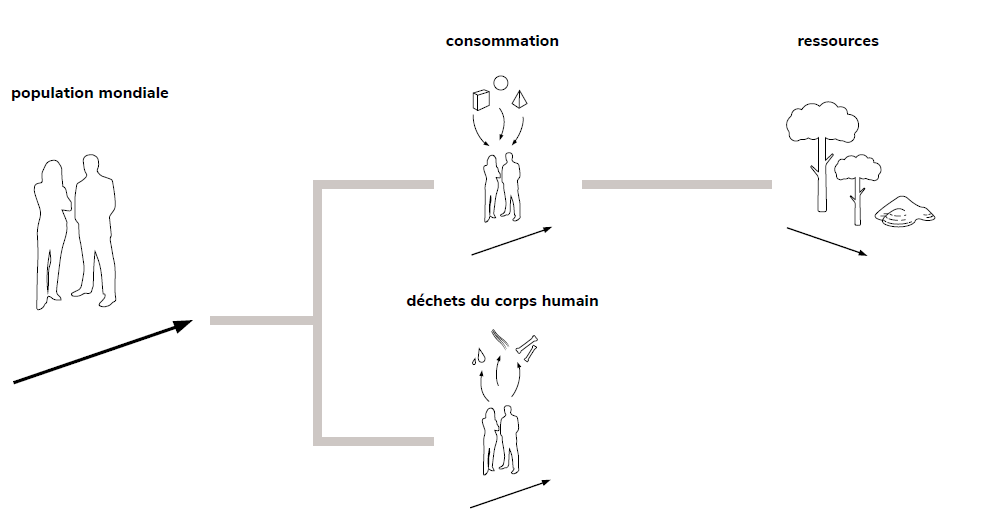 population mondiale
consommation
ressources
déchets du corps humain